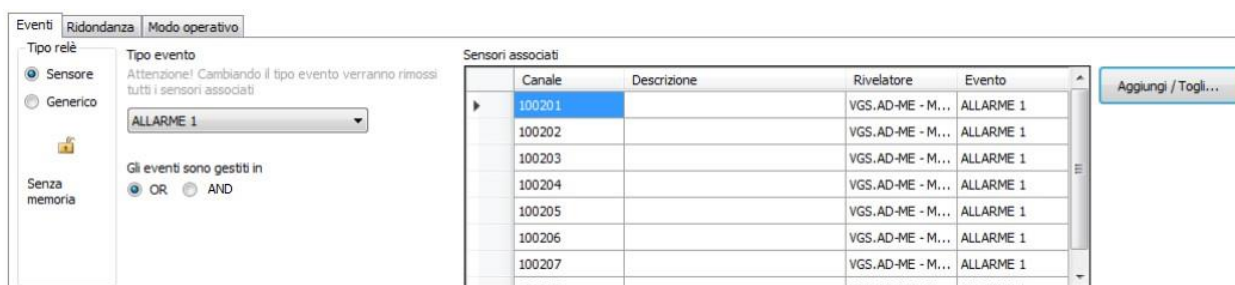 Eventi Ridondanza Modo operativo
Tipo relè
Sensore
Generico
Senza
memoria
Tipo evento
Attenzione! Cambiando il tipo evento verranno rimossi
tutti i sensori associati
ALLARME 1
Gli eventi sono gestiti in
OR AND
Sensori associati
Canale Descrizione Rivelatore Evento
100201 VGS.AD-ME - M... ALLARME 1
100202 VGS.AD-ME - M... ALLARME 1
100203 VGS.AD-ME - M... ALLARME 1
100204 VGS.AD-ME - M... ALLARME 1
100205 VGS.AD-ME - M... ALLARME 1
100206 VGS.AD-ME - M... ALLARME 1
100207 VGS.AD-ME - M... ALLARME 1
Aggiungi / Togli...